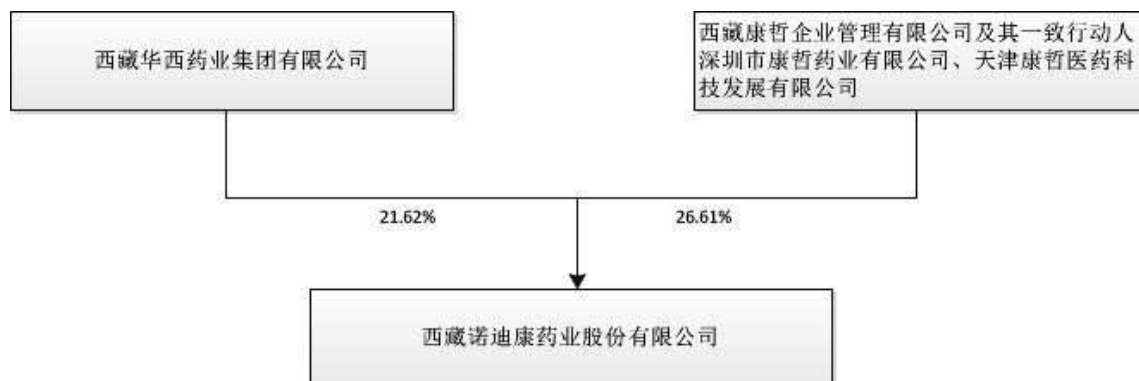 西藏华西药业集团有限公司
西藏康哲企业管理有限公司及其一致行动人
深圳市康哲药业有限公司、天津康哲医药科
技发展有限公司
21.62%
26.61%
西藏诺迪康药业股份有限公司